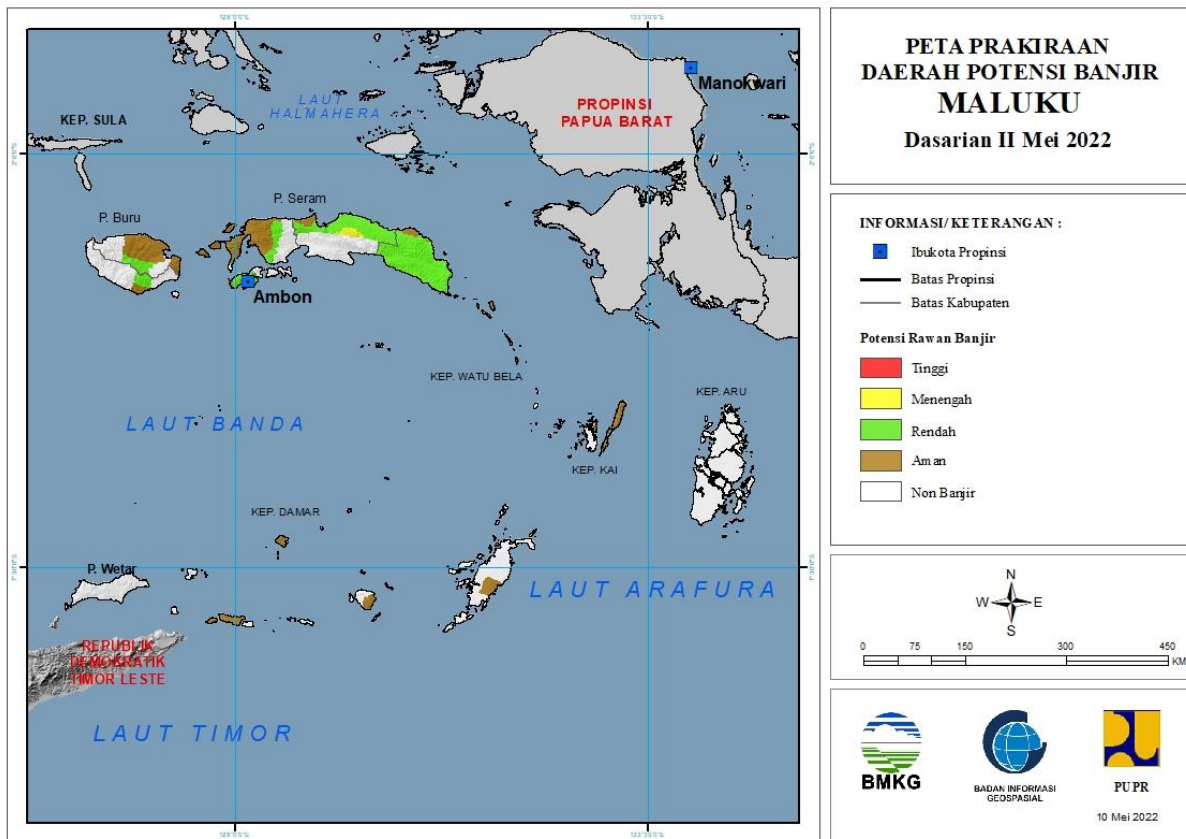 PETA PRAKIRAAN
DAERAH POTENSI BANJIR
MALUKU
Dasarian II Mei 2022
INFORMASI/ KETERANGAN :
Ibukota Propinsi
Batas Propinsi
Batas Kabupaten
Potensi Rawan Banjir
Tinggi
Menengah
Rendah
Aman
Non Banjir
N
W E
S
0 75 150 300 450
KM
BMKG
BADAN INFORMASI
GEOSPASIAL
PUPR
10 Mei 2022
Manokwari
LAUT
HALMAHERA
PROPINSI
PAPUA BARAT
KEP. SULA
P. Buru
P. Seram
Ambon
KEP. WATU BELA
KEP. ARU
LAUT BANDA
KEP. KAI
KEP. DAMAR
P. Wetar
LAUT ARAFURA
REPUBLIK
DEMOKRATIK
TIMOR LESTE
LAUT TIMOR